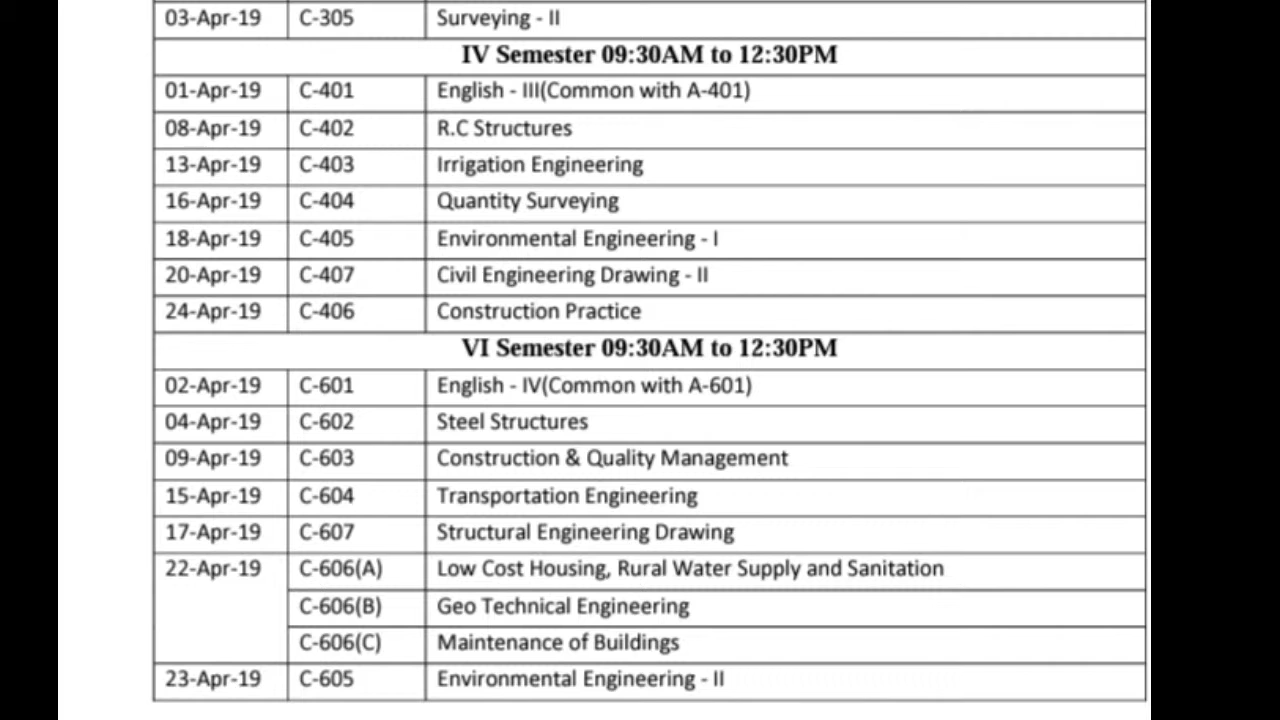 03-Apr-19 C-305 Surveying - II
IV Semester 09:30AM to 12:30PM
01-Apr-19 C-401 English - III(Common with A-401)
08-Apr-19 C-402 R.C Structures
13-Apr-19 C-403 Irrigation Engineering
16-Apr-19 C-404 Quantity Surveying
18-Apr-19 C-405 Environmental Engineering - I
20-Apr-19 C-407 Civil Engineering Drawing - II
24-Apr-19 C-406 Construction Practice
VI Semester 09:30AM to 12:30PM
02-Apr-19 C-601 English - IV(Common with A-601)
04-Apr-19 C-602 Steel Structures
09-Apr-19 C-603 Construction & Quality Management
15-Apr-19 C-604 Transportation Engineering
17-Apr-19 C-607 Structural Engineering Drawing
22-Apr-19 C-606(A) Low Cost Housing, Rural Water Supply and Sanitation
C-606(B) Geo Technical Engineering
C-606(C) Maintenance of Buildings
23-Apr-19 C-605 Environmental Engineering - II